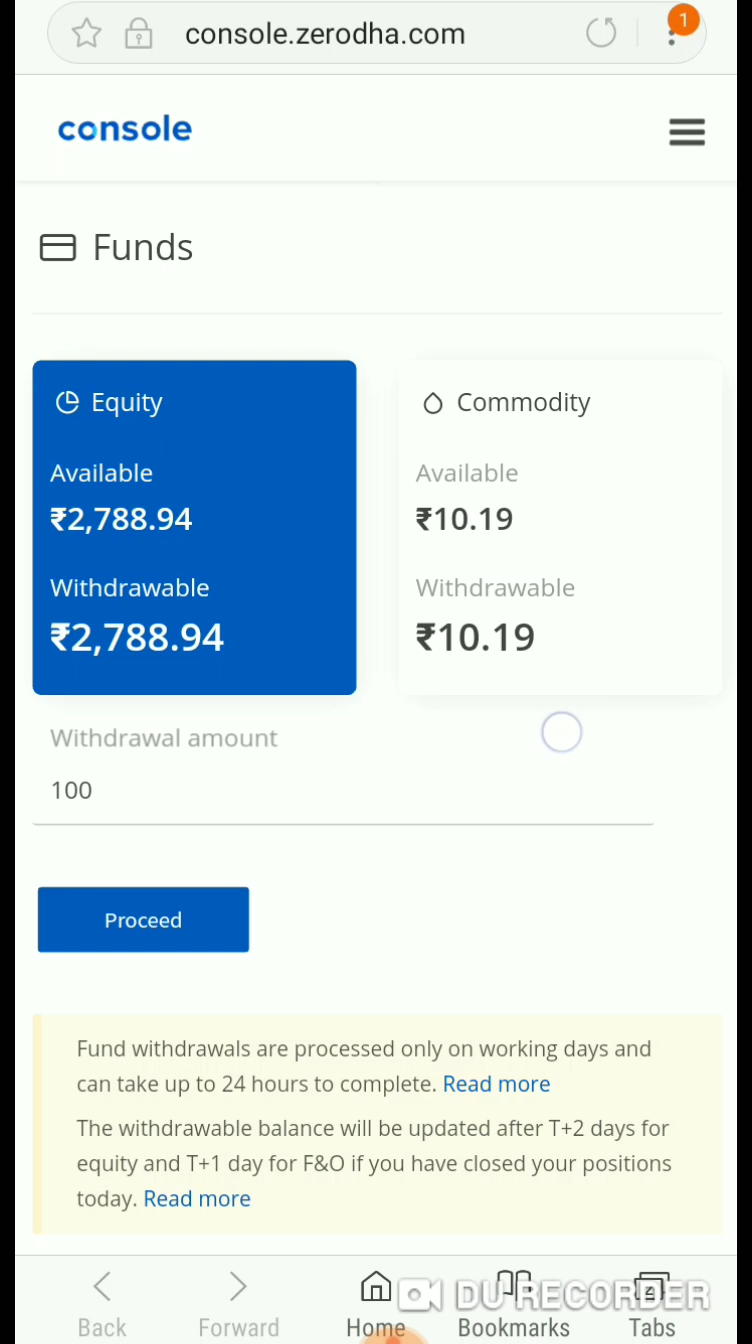 1
console.zerodha.com
console
Funds
Equity
Commodity
Available
Available
₹2,788.94
₹10.19
Withdrawable
Withdrawable
₹2,788.94
₹10.19
Withdrawal amount
100
Proceed
Fund withdrawals are processed only on working days and
can take up to 24 hours to complete. Read more
The withdrawable balance will be updated after T+2 days for
equity and T+1 day for F&O if you have closed your positions
today. Read more
DU RECORDER
Back
Forward
Home
Bookmarks
Tabs